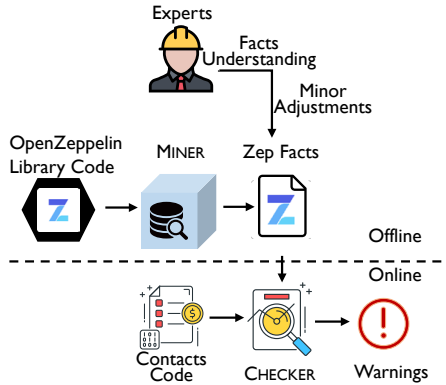 Experts
Facts
Understanding
Minor
Adjustments
OpenZeppelin
Library Code
MINER
Zep Facts
Offline
Online
Contacts
Code
CHECKER
Warnings